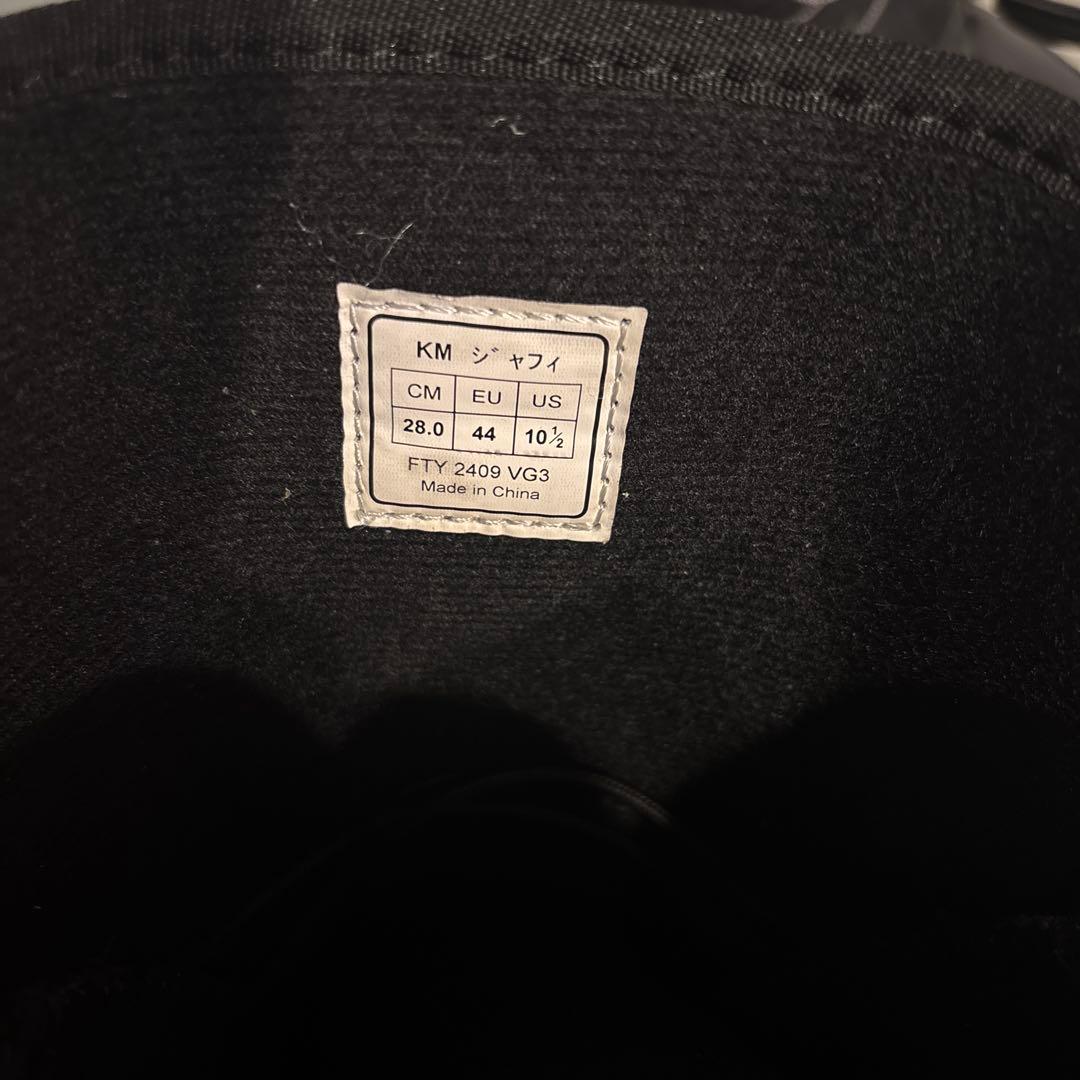 KM ジャフィ
CM EU US
28.0 44 10½
FTY 2409 VG3
Made in China